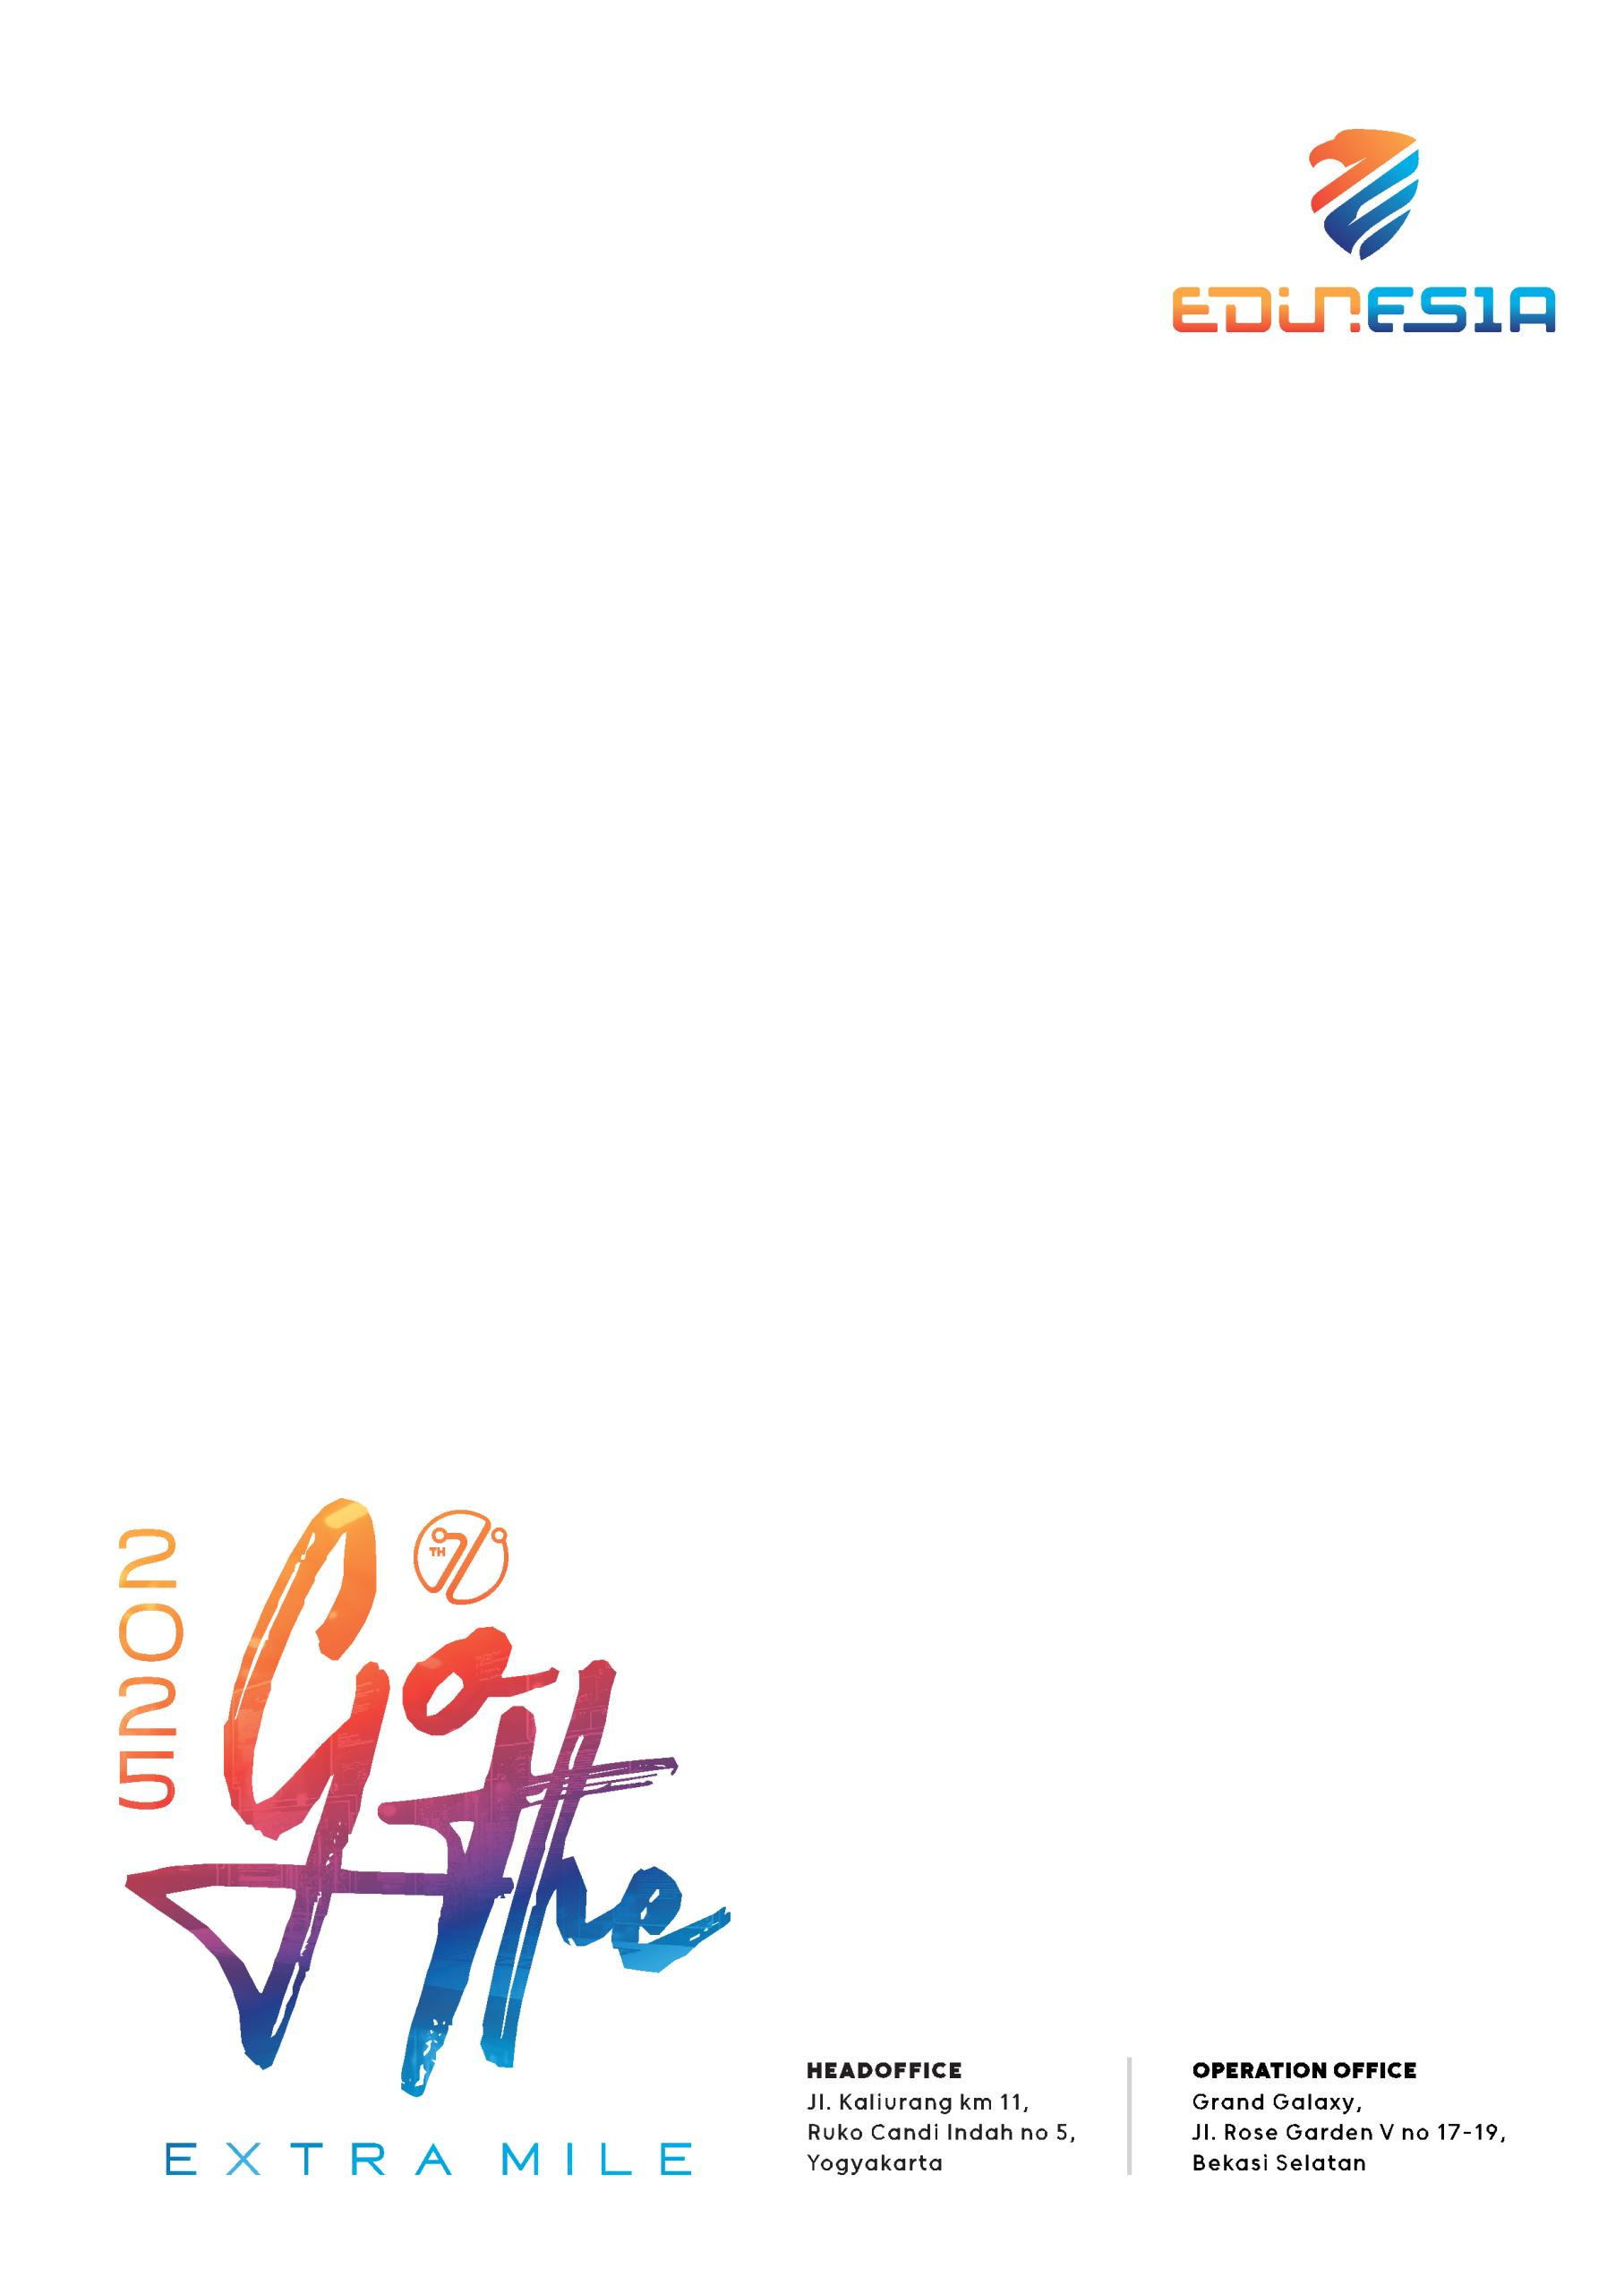 EDUNESIA
2025
7TH
Go
The
EXTRA MILE
HEADOFFICE
Jl. Kaliurang km 11,
Ruko Candi Indah no 5,
Yogyakarta
OPERATION OFFICE
Grand Galaxy,
Jl. Rose Garden V no 17-19,
Bekasi Selatan